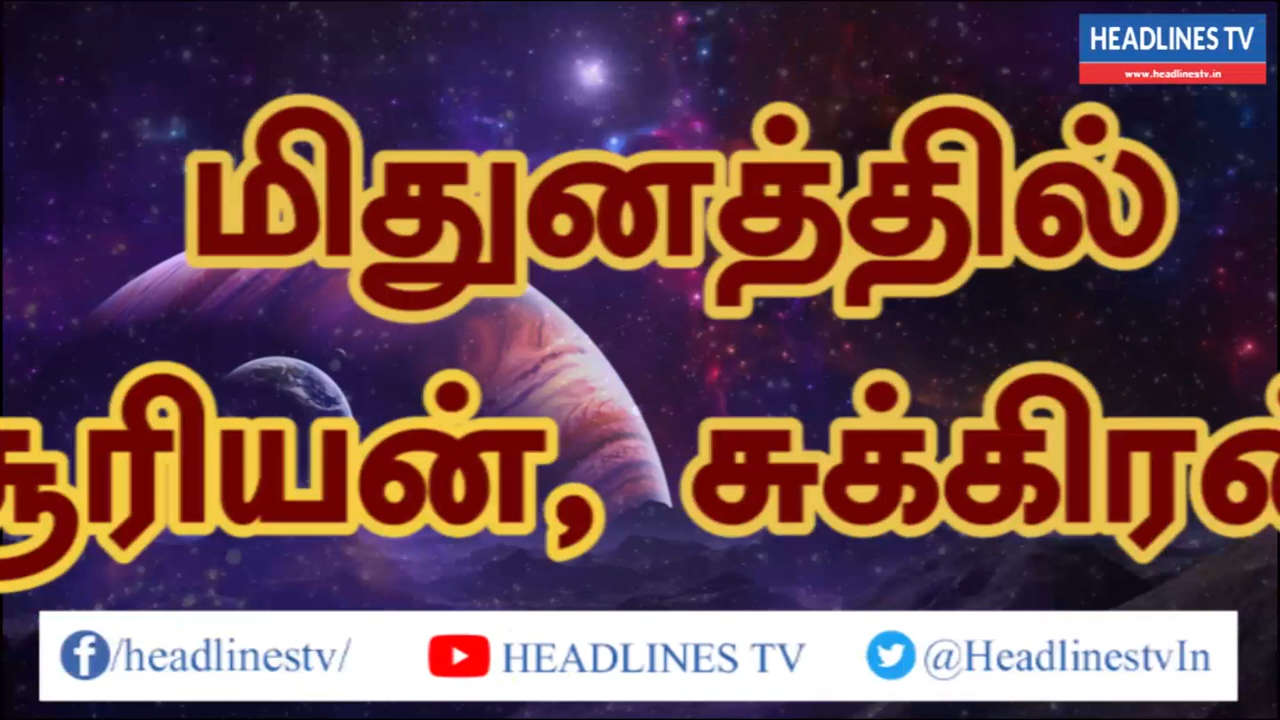 HEADLINES TV
www.headlinestv.in
மிதுனத்தில்
சூரியன், சுக்கிரன்
/headlinestv/
HEADLINES TV
@HeadlinestvIn